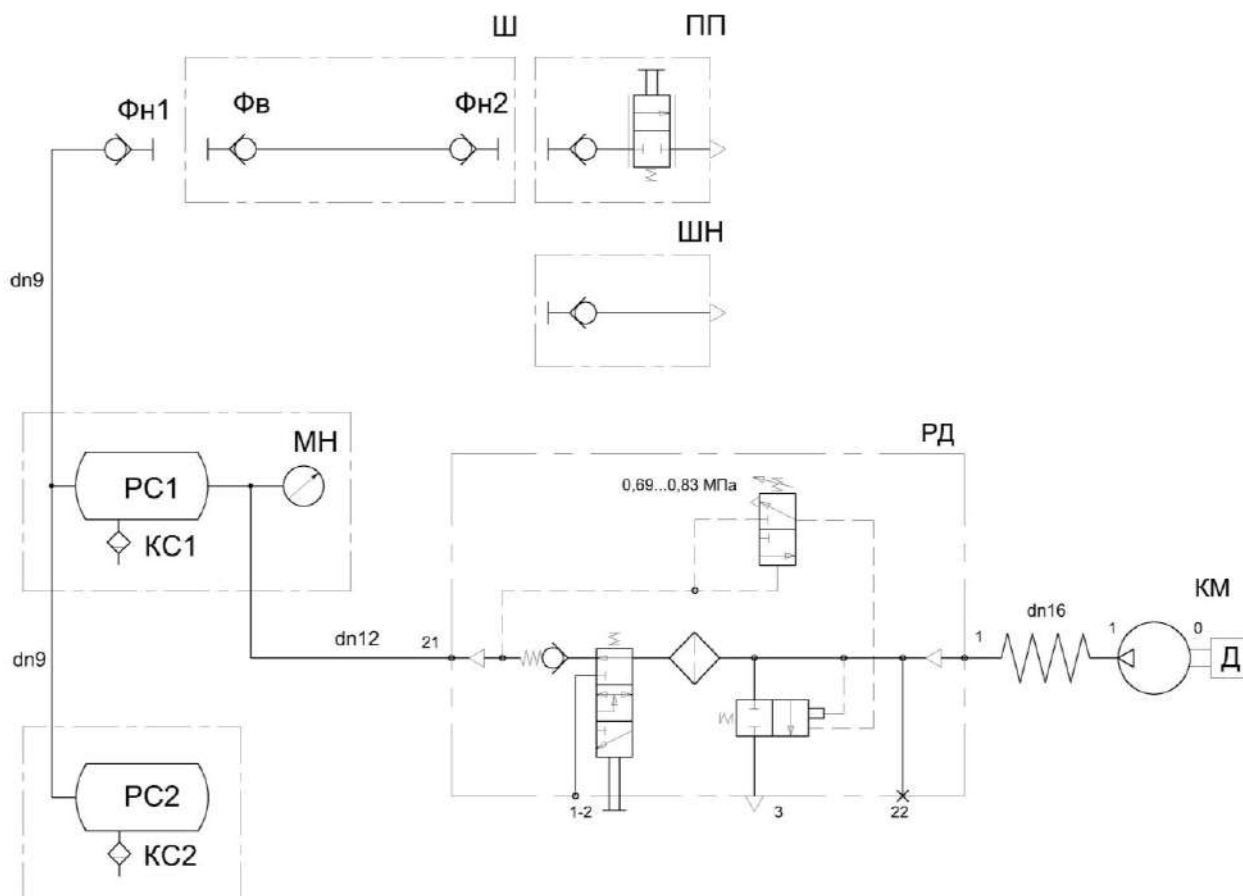 Ш
ПП
Фн1
Фв
Фн2
ШН
dn9
МН
РД
РС1
0,69...0,83 МПа
КС1
КМ
dn16
dn12
21
1
1
0
Д
dn9
РС2
1-2
3
22
КС2